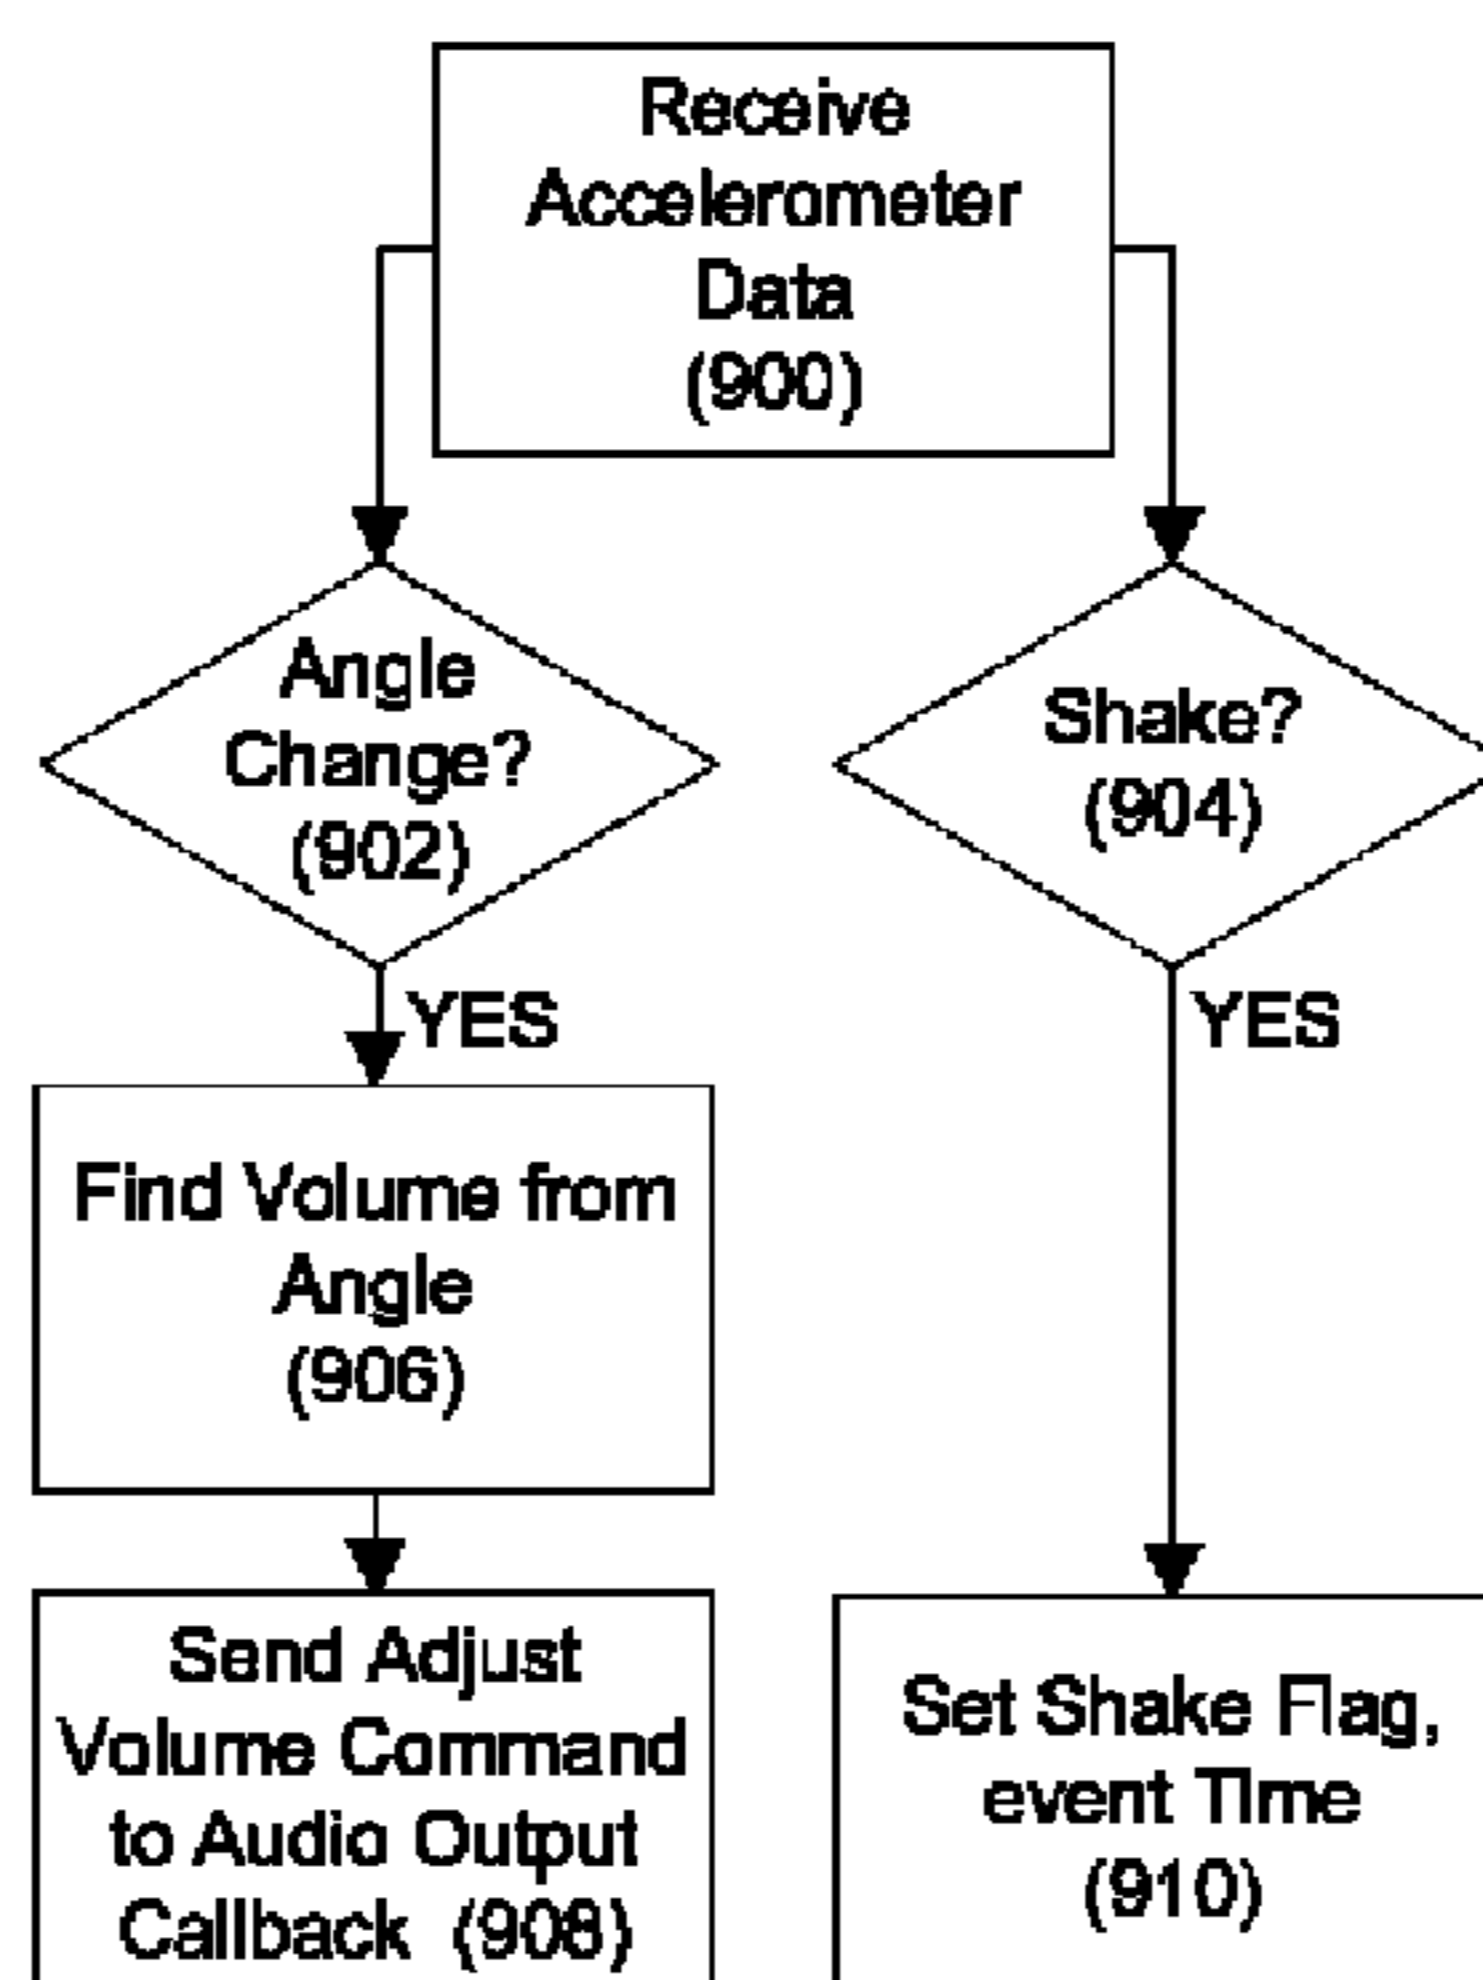 Receive
Accelerometer
Data
(900)
Angle
Change?
(902)
Shake?
(904)
YES
YES
Find Volume from
Angle
(906)
Send Adjust
Volume Command
to Audio Output
Callback (908)
Set Shake Flag,
event Time
(910)